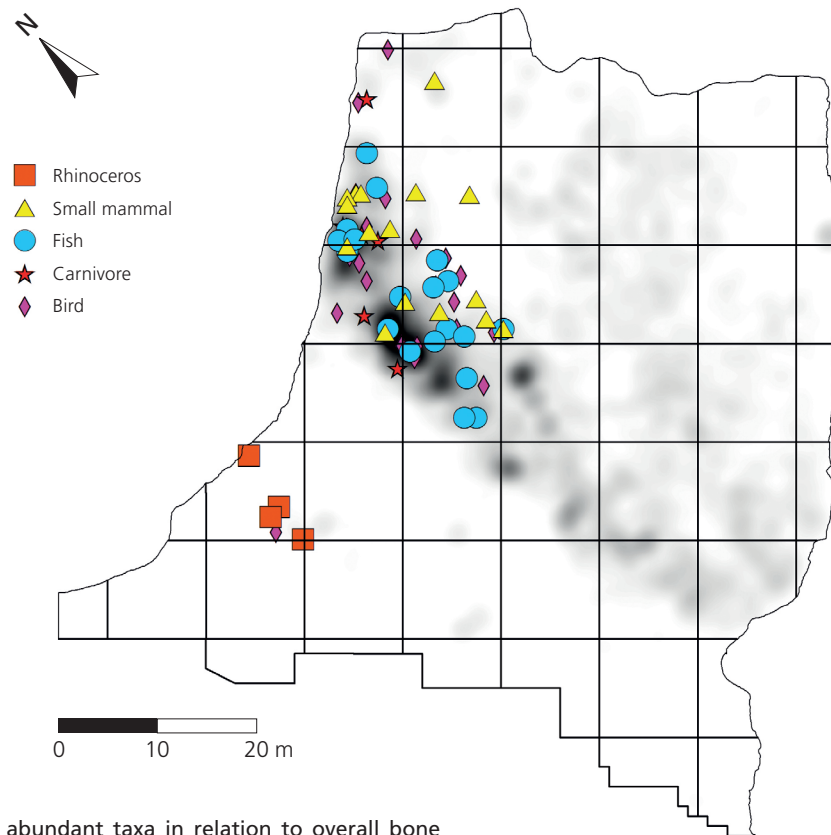 N
Rhinoceros
Small mammal
Fish
Carnivore
Bird
0 10 20 m
abundant taxa in relation to overall bone